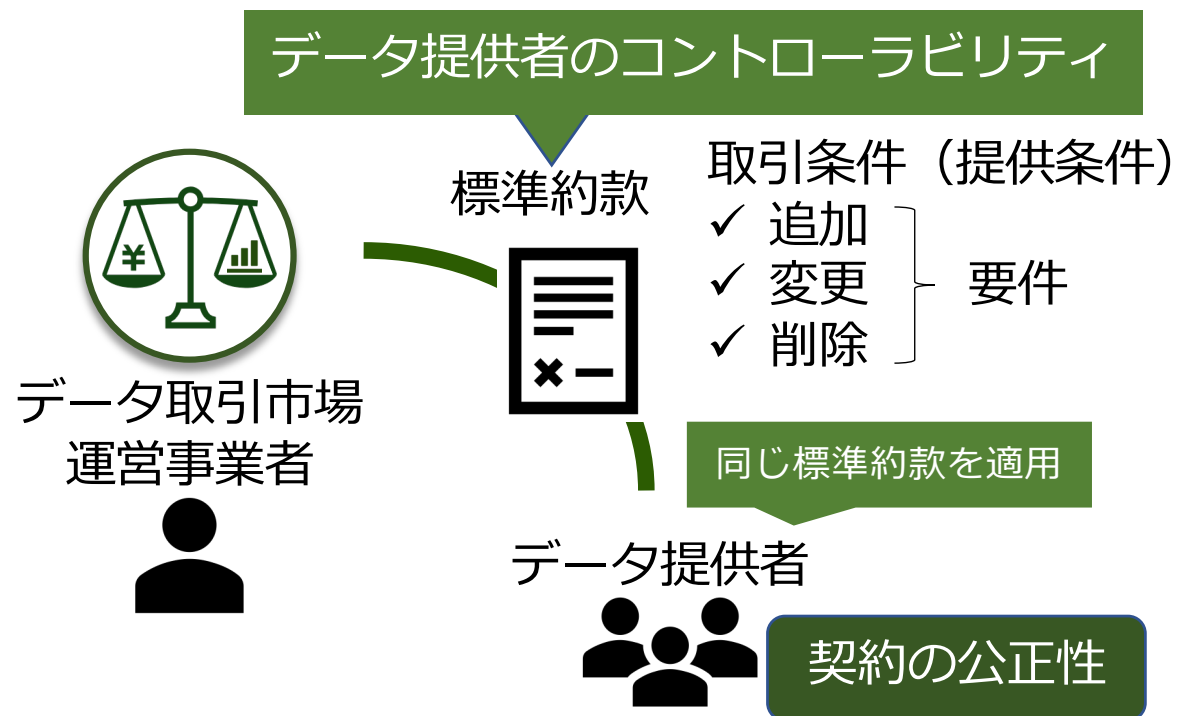 データ提供者のコントローラビリティ
標準約款
取引条件（提供条件）
✓ 追加
✓ 変更
✓ 削除
要件
¥
データ取引市場
運営事業者
同じ標準約款を適用
データ提供者
契約の公正性